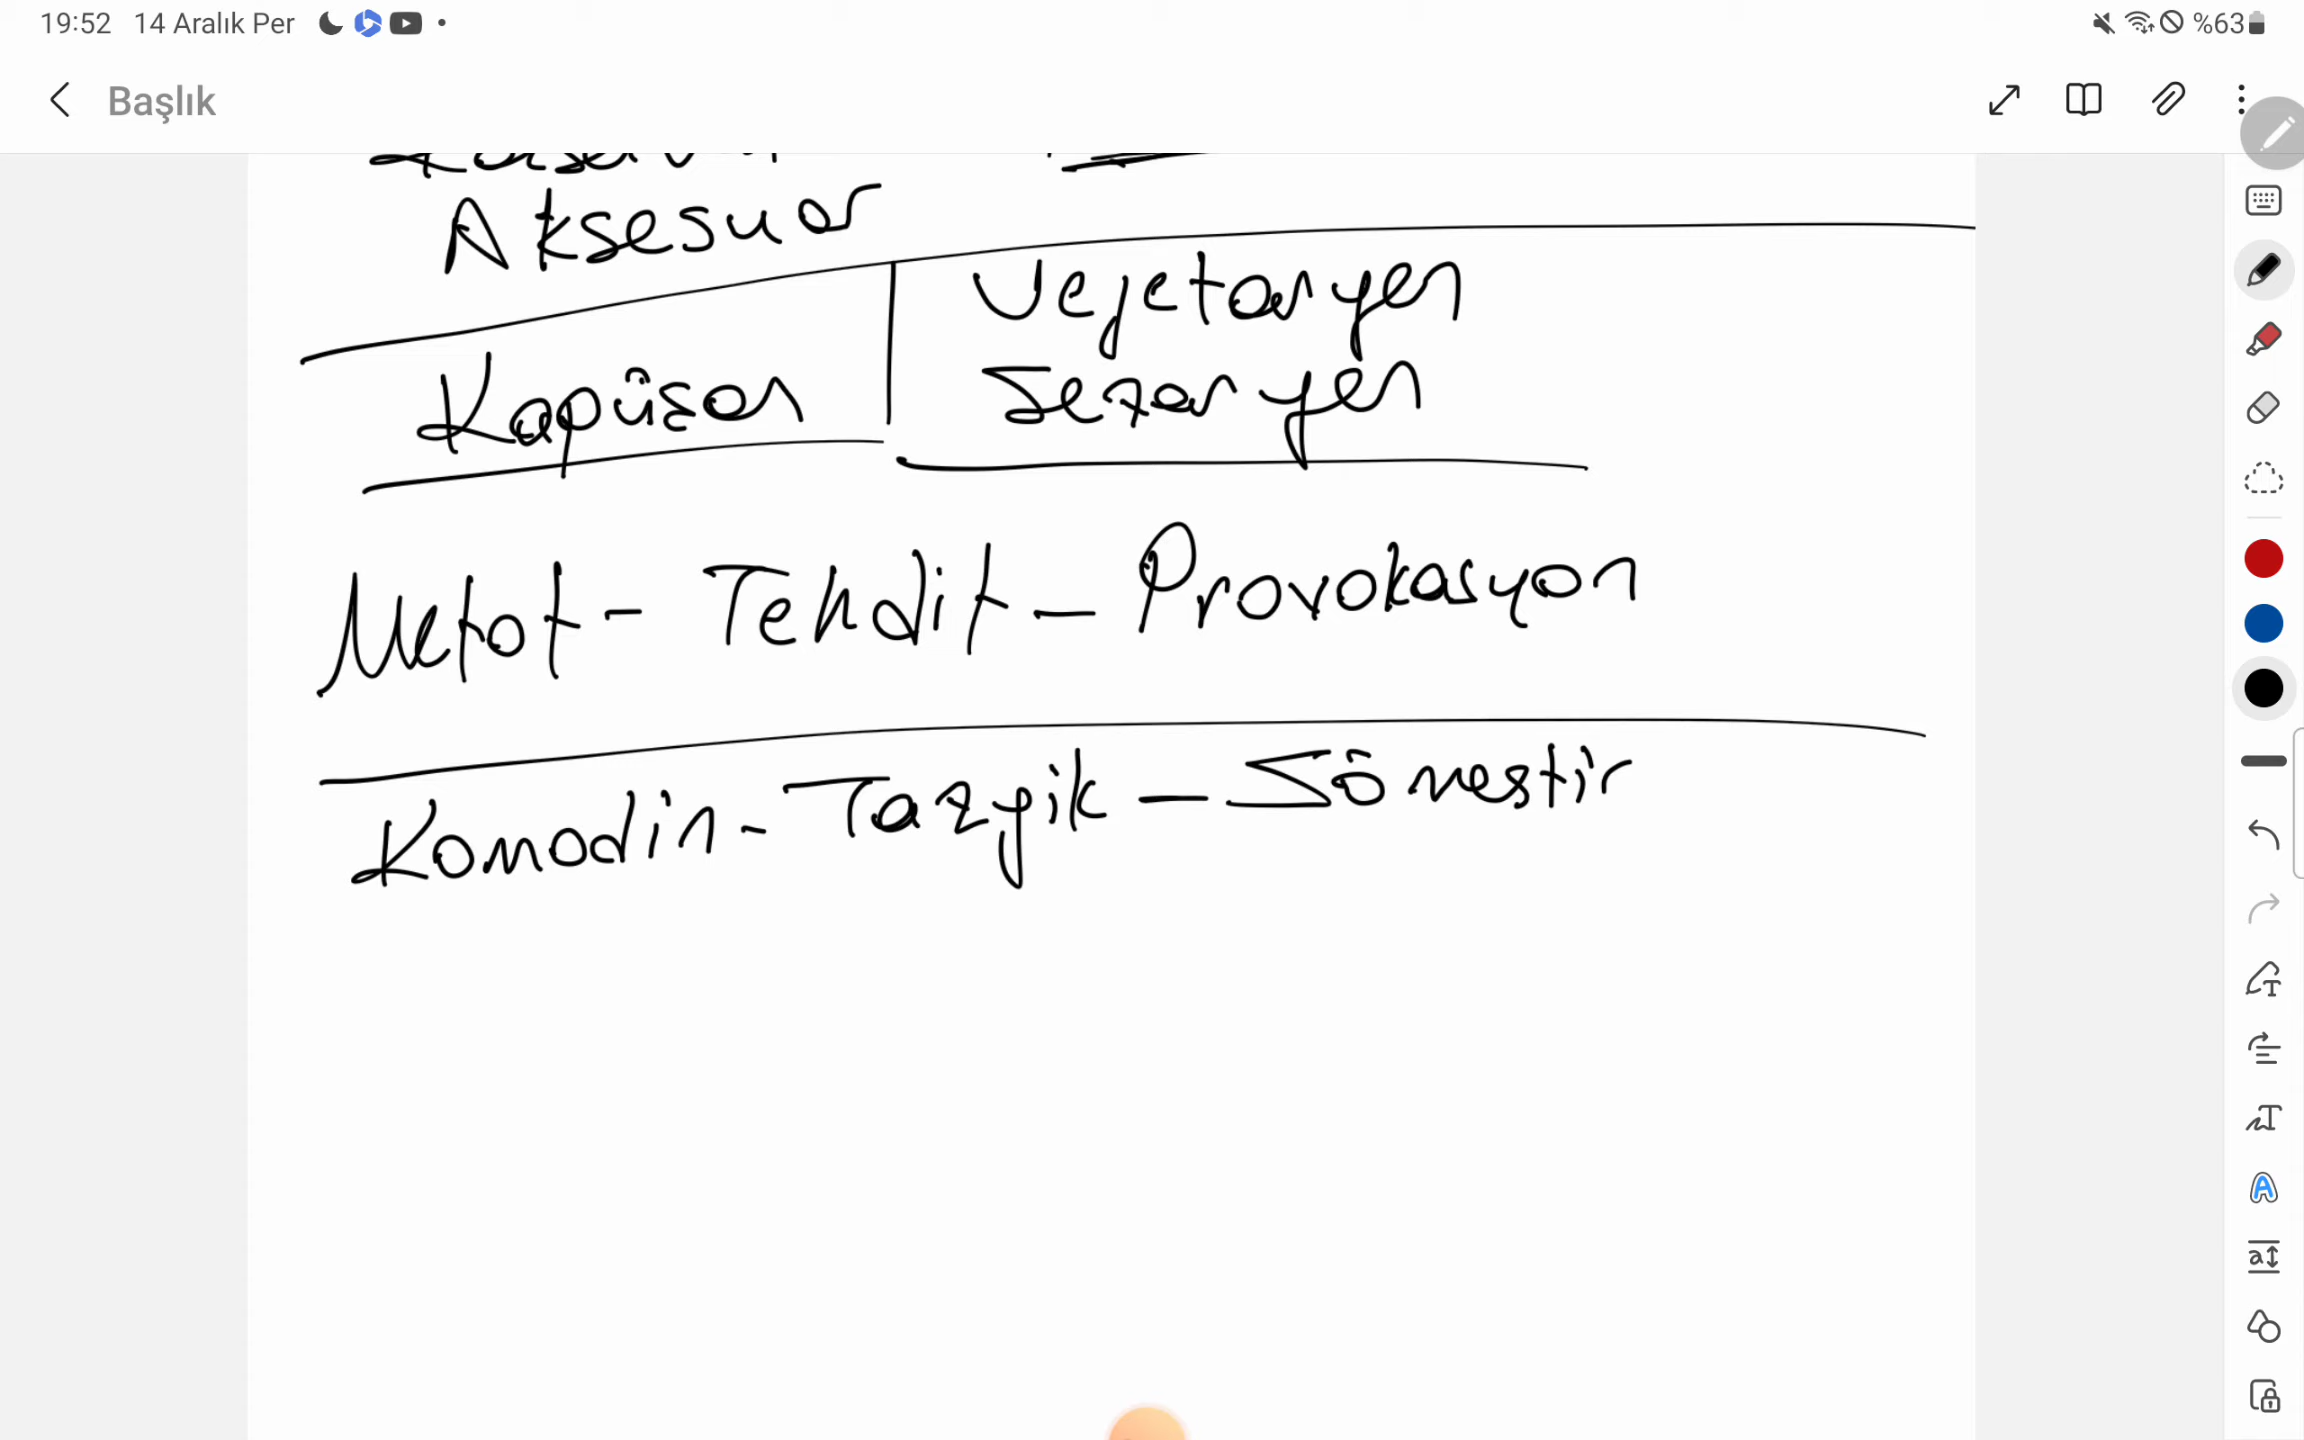 19:52 14 Aralık Per %63
Başlık
Aksesuar
Vejetaryen
Kapüşon
Sezaryen
Metot - Tehdit - Provokasyon
Komodin - Tazyik - Sömestir